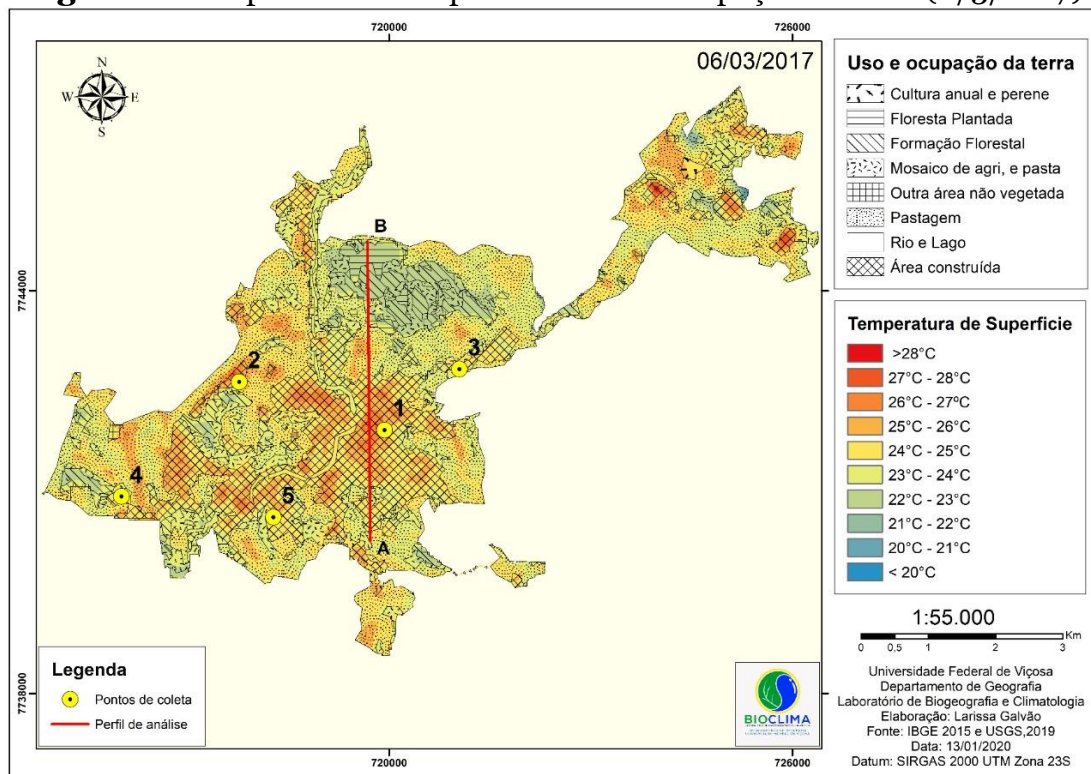 720000
726000
06/03/2017
N
W E
S
7744000
7738000
B
2
3
1
4
5
A
Uso e ocupação da terra
Cultura anual e perene
Floresta Plantada
Formação Florestal
Mosaico de agri, e pasta
Outra área não vegetada
Pastagem
Rio e Lago
Área construída
Temperatura de Superficie
>28°C
27°C - 28°C
26°C - 27ºC
25°C - 26°C
24°C - 25°C
23°C - 24°C
22°C - 23°C
21°C - 22°C
20°C - 21°C
< 20°C
1:55.000
Km
0 0,5 1 2 3
Universidade Federal de Viçosa
Departamento de Geografia
Laboratório de Biogeografia e Climatologia
Elaboração: Larissa Galvão
Fonte: IBGE 2015 e USGS,2019
Data: 13/01/2020
Datum: SIRGAS 2000 UTM Zona 23S
Legenda
Pontos de coleta
Perfil de análise
BIOCLIMA
720000
726000